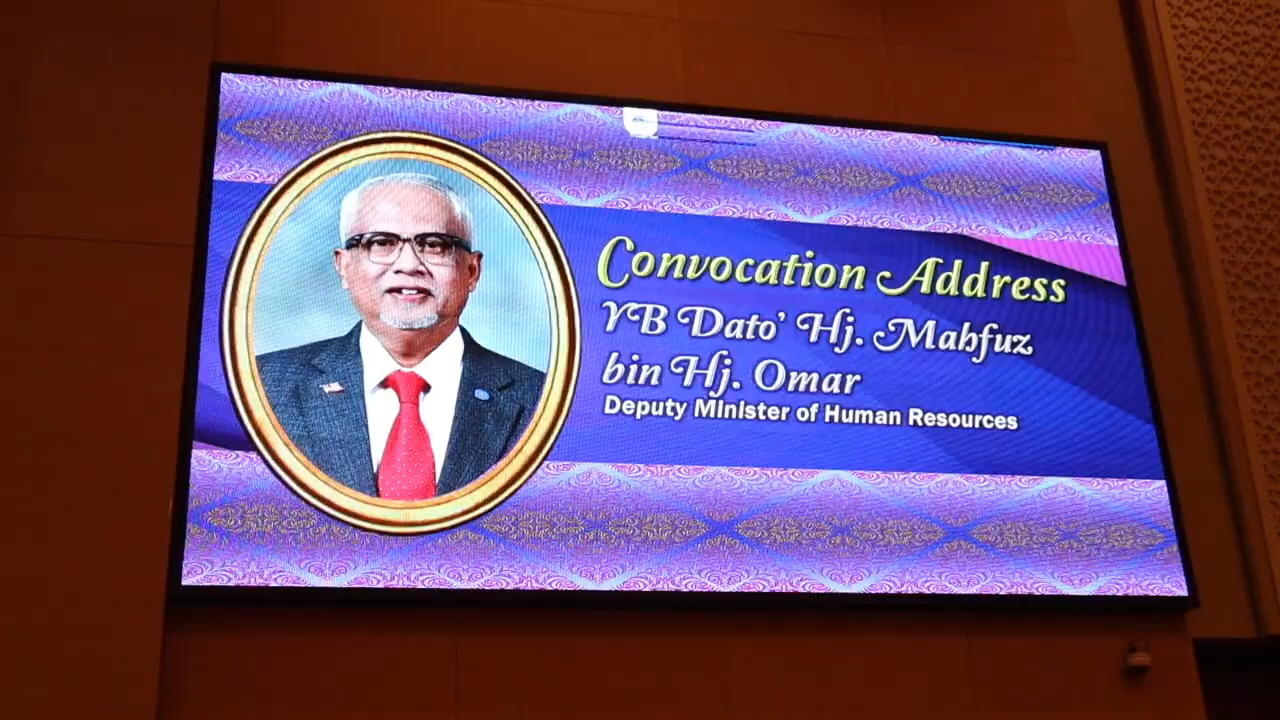 Convocation Address
YB Dato' Hj. Mahfuz
bin Hj. Omar
Deputy Minister of Human Resources